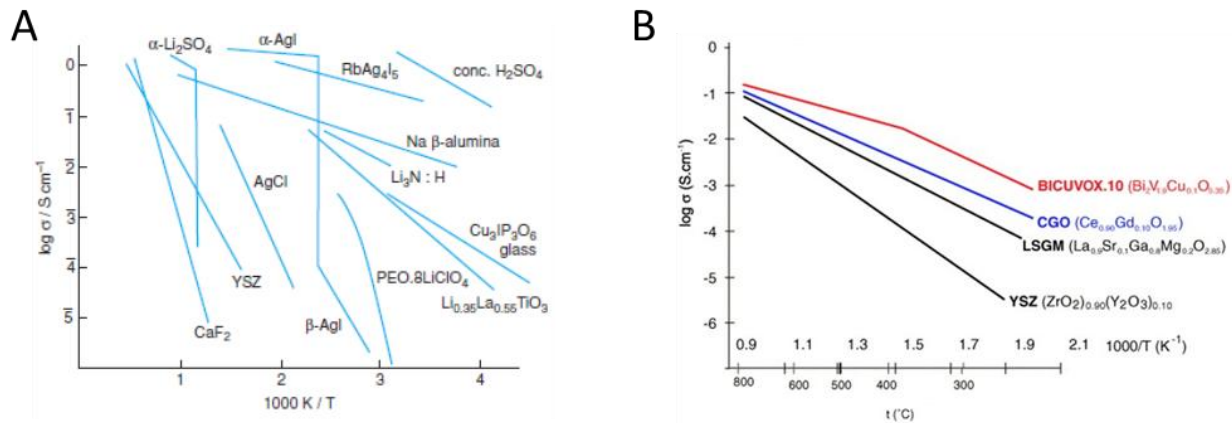 A
α-Li₂SO₄
α-AgI
RbAg₄I₅
conc. H₂SO₄
Na β-alumina
Li₃N : H
AgCl
Cu₃IP₃O₆
glass
YSZ
PEO.8LiClO₄
Li₀.₃₅La₀.₅₅TiO₃
CaF₂
β-AgI
log σ / S cm⁻¹
0
1̄
2̄
3̄
4̄
5̄
1 2 3 4
1000 K / T
B
log σ (S.cm⁻¹)
0
-1
-2
-3
-4
-5
-6
BICUVOX.10 (Bi₂V₁.₉Cu₀.₁O₅.₃₅)
CGO (Ce₀.₉₀Gd₀.₁₀O₁.₉₅)
LSGM (La₀.₉Sr₀.₁Ga₀.₈Mg₀.₂O₂.₈₅)
YSZ (ZrO₂)₀.₉₀(Y₂O₃)₀.₁₀
0.9 1.1 1.3 1.5 1.7 1.9 2.1 1000/T (K⁻¹)
800 600 500 400 300
t (°C)